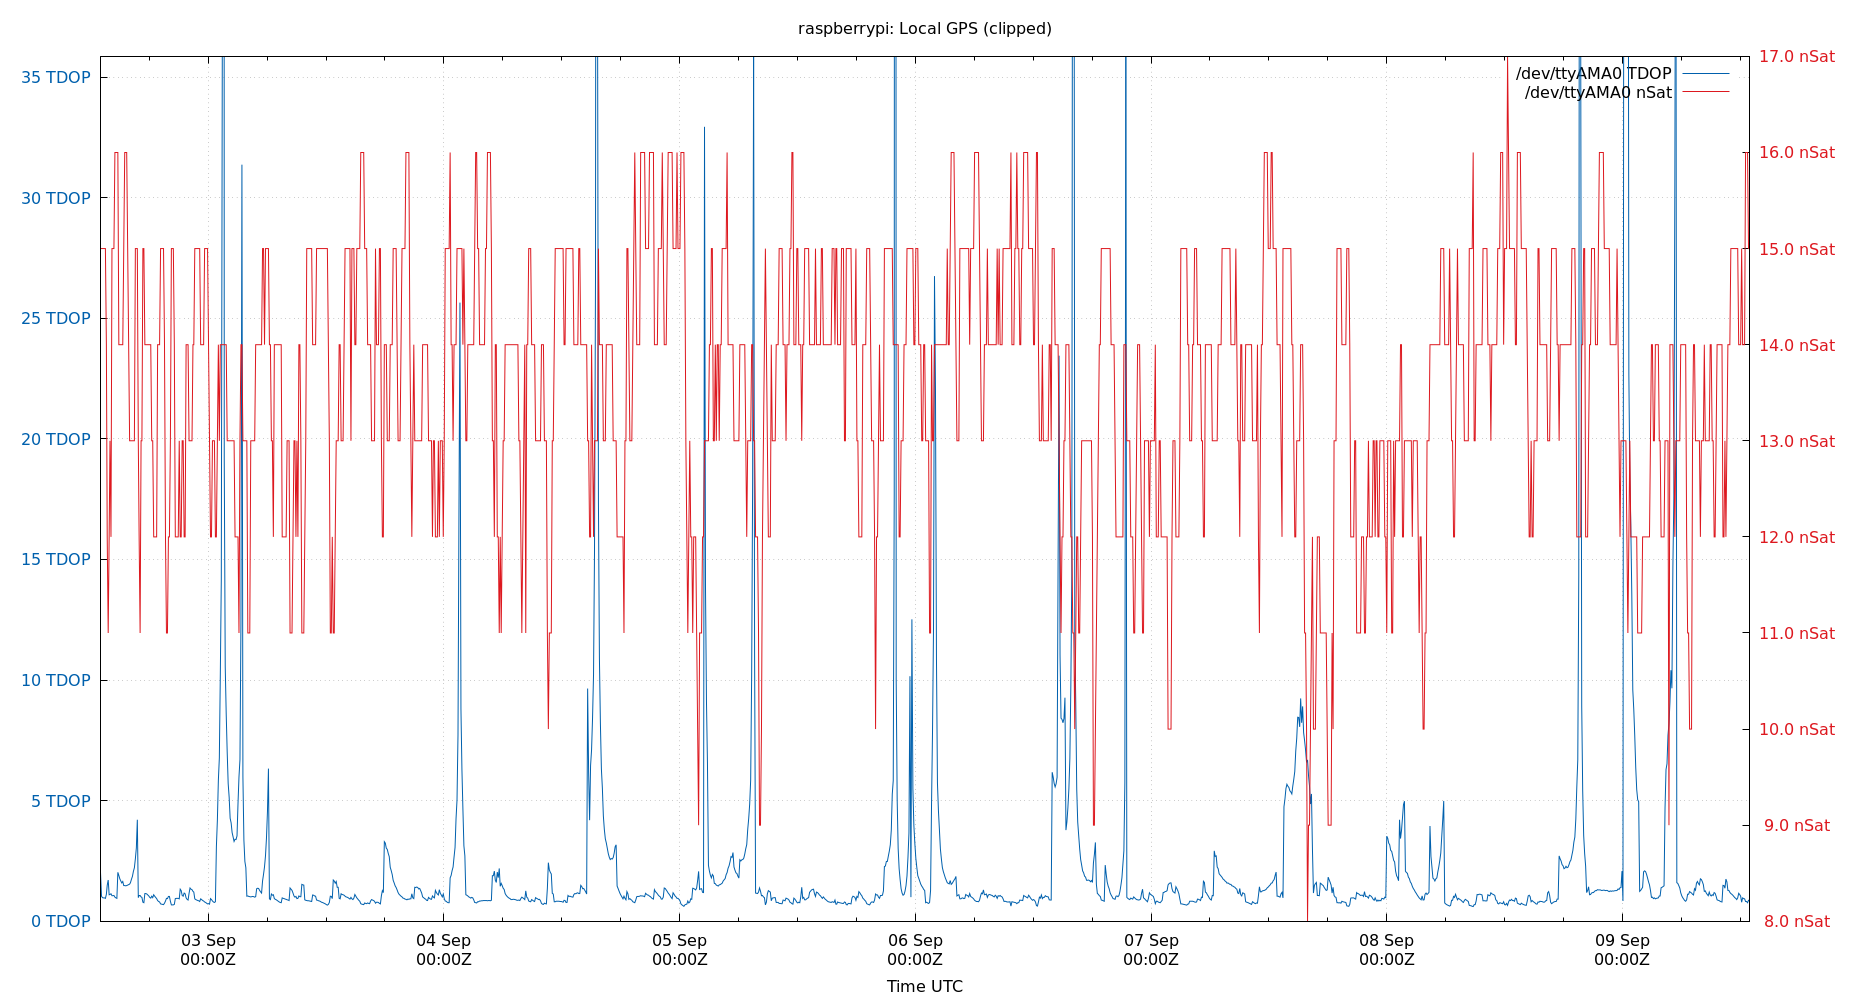 raspberrypi: Local GPS (clipped)
35 TDOP
30 TDOP
25 TDOP
20 TDOP
15 TDOP
10 TDOP
5 TDOP
0 TDOP
17.0 nSat
16.0 nSat
15.0 nSat
14.0 nSat
13.0 nSat
12.0 nSat
11.0 nSat
10.0 nSat
9.0 nSat
8.0 nSat
/dev/ttyAMA0 TDOP
/dev/ttyAMA0 nSat
03 Sep
00:00Z
04 Sep
00:00Z
05 Sep
00:00Z
06 Sep
00:00Z
07 Sep
00:00Z
08 Sep
00:00Z
09 Sep
00:00Z
Time UTC